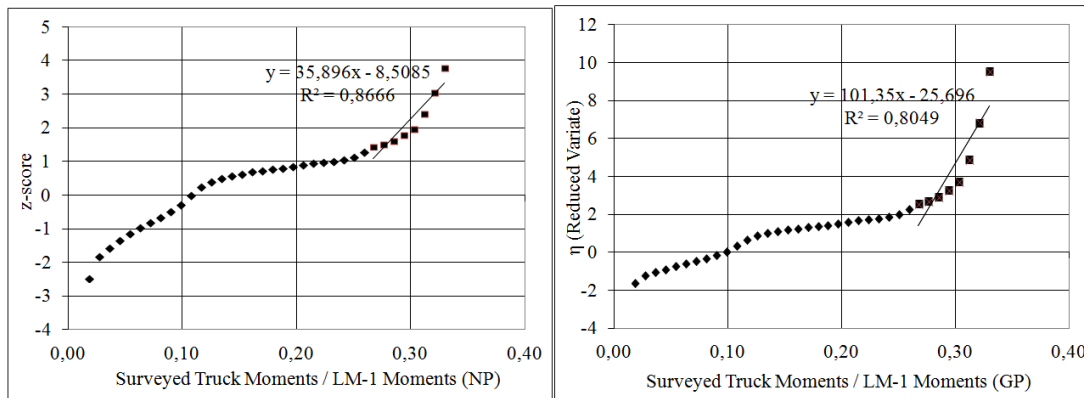 5
4
3
2
1
0
-1
-2
-3
-4
z-score
y = 35,896x - 8,5085
R² = 0,8666
0,00 0,10 0,20 0,30 0,40
Surveyed Truck Moments / LM-1 Moments (NP)
12
10
8
6
4
2
0
-2
-4
η (Reduced Variate)
y = 101,35x - 25,696
R² = 0,8049
0,00 0,10 0,20 0,30 0,40
Surveyed Truck Moments / LM-1 Moments (GP)